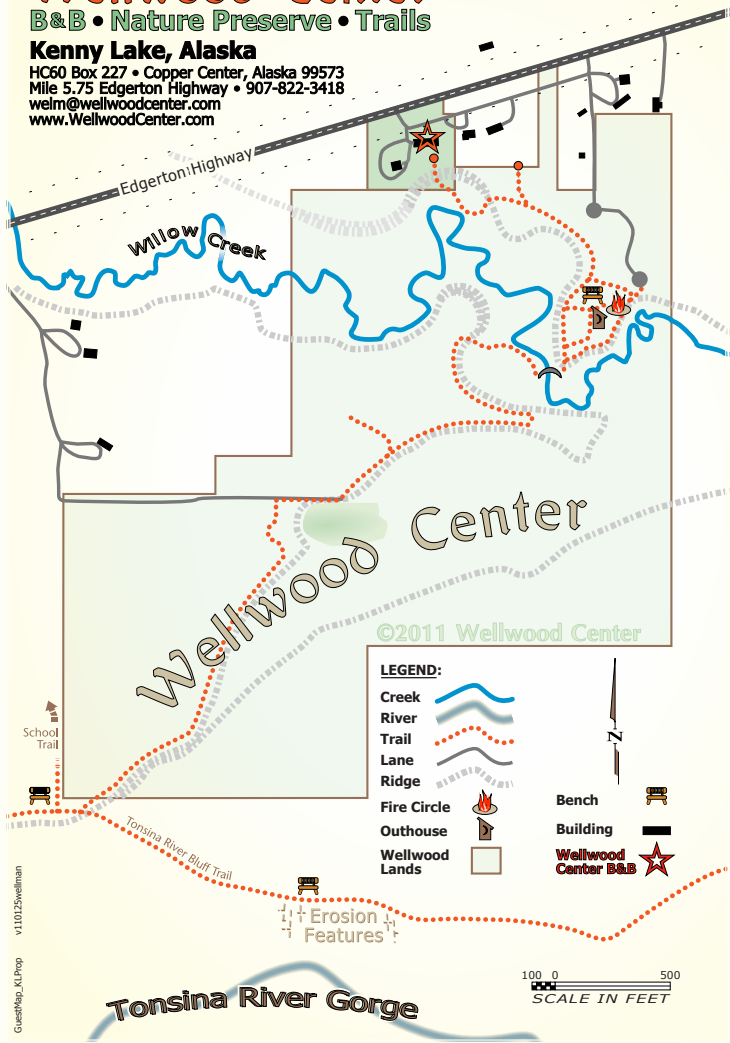 B&B • Nature Preserve • Trails
Kenny Lake, Alaska
HC60 Box 227 • Copper Center, Alaska 99573
Mile 5.75 Edgerton Highway • 907-822-3418
welm@wellwoodcenter.com
www.WellwoodCenter.com
Edgerton Highway
Willow Creek
Wellwood Center
©2011 Wellwood Center
LEGEND:
Creek
River
Trail
Lane
Ridge
Fire Circle
Outhouse
Wellwood
Lands
N
Bench
Building
Wellwood
Center B&B
School
Trail
Tonsina River Bluff Trail
Erosion
Features
Tonsina River Gorge
100 0 500
SCALE IN FEET
GuestMap_KLProp v110125wellman